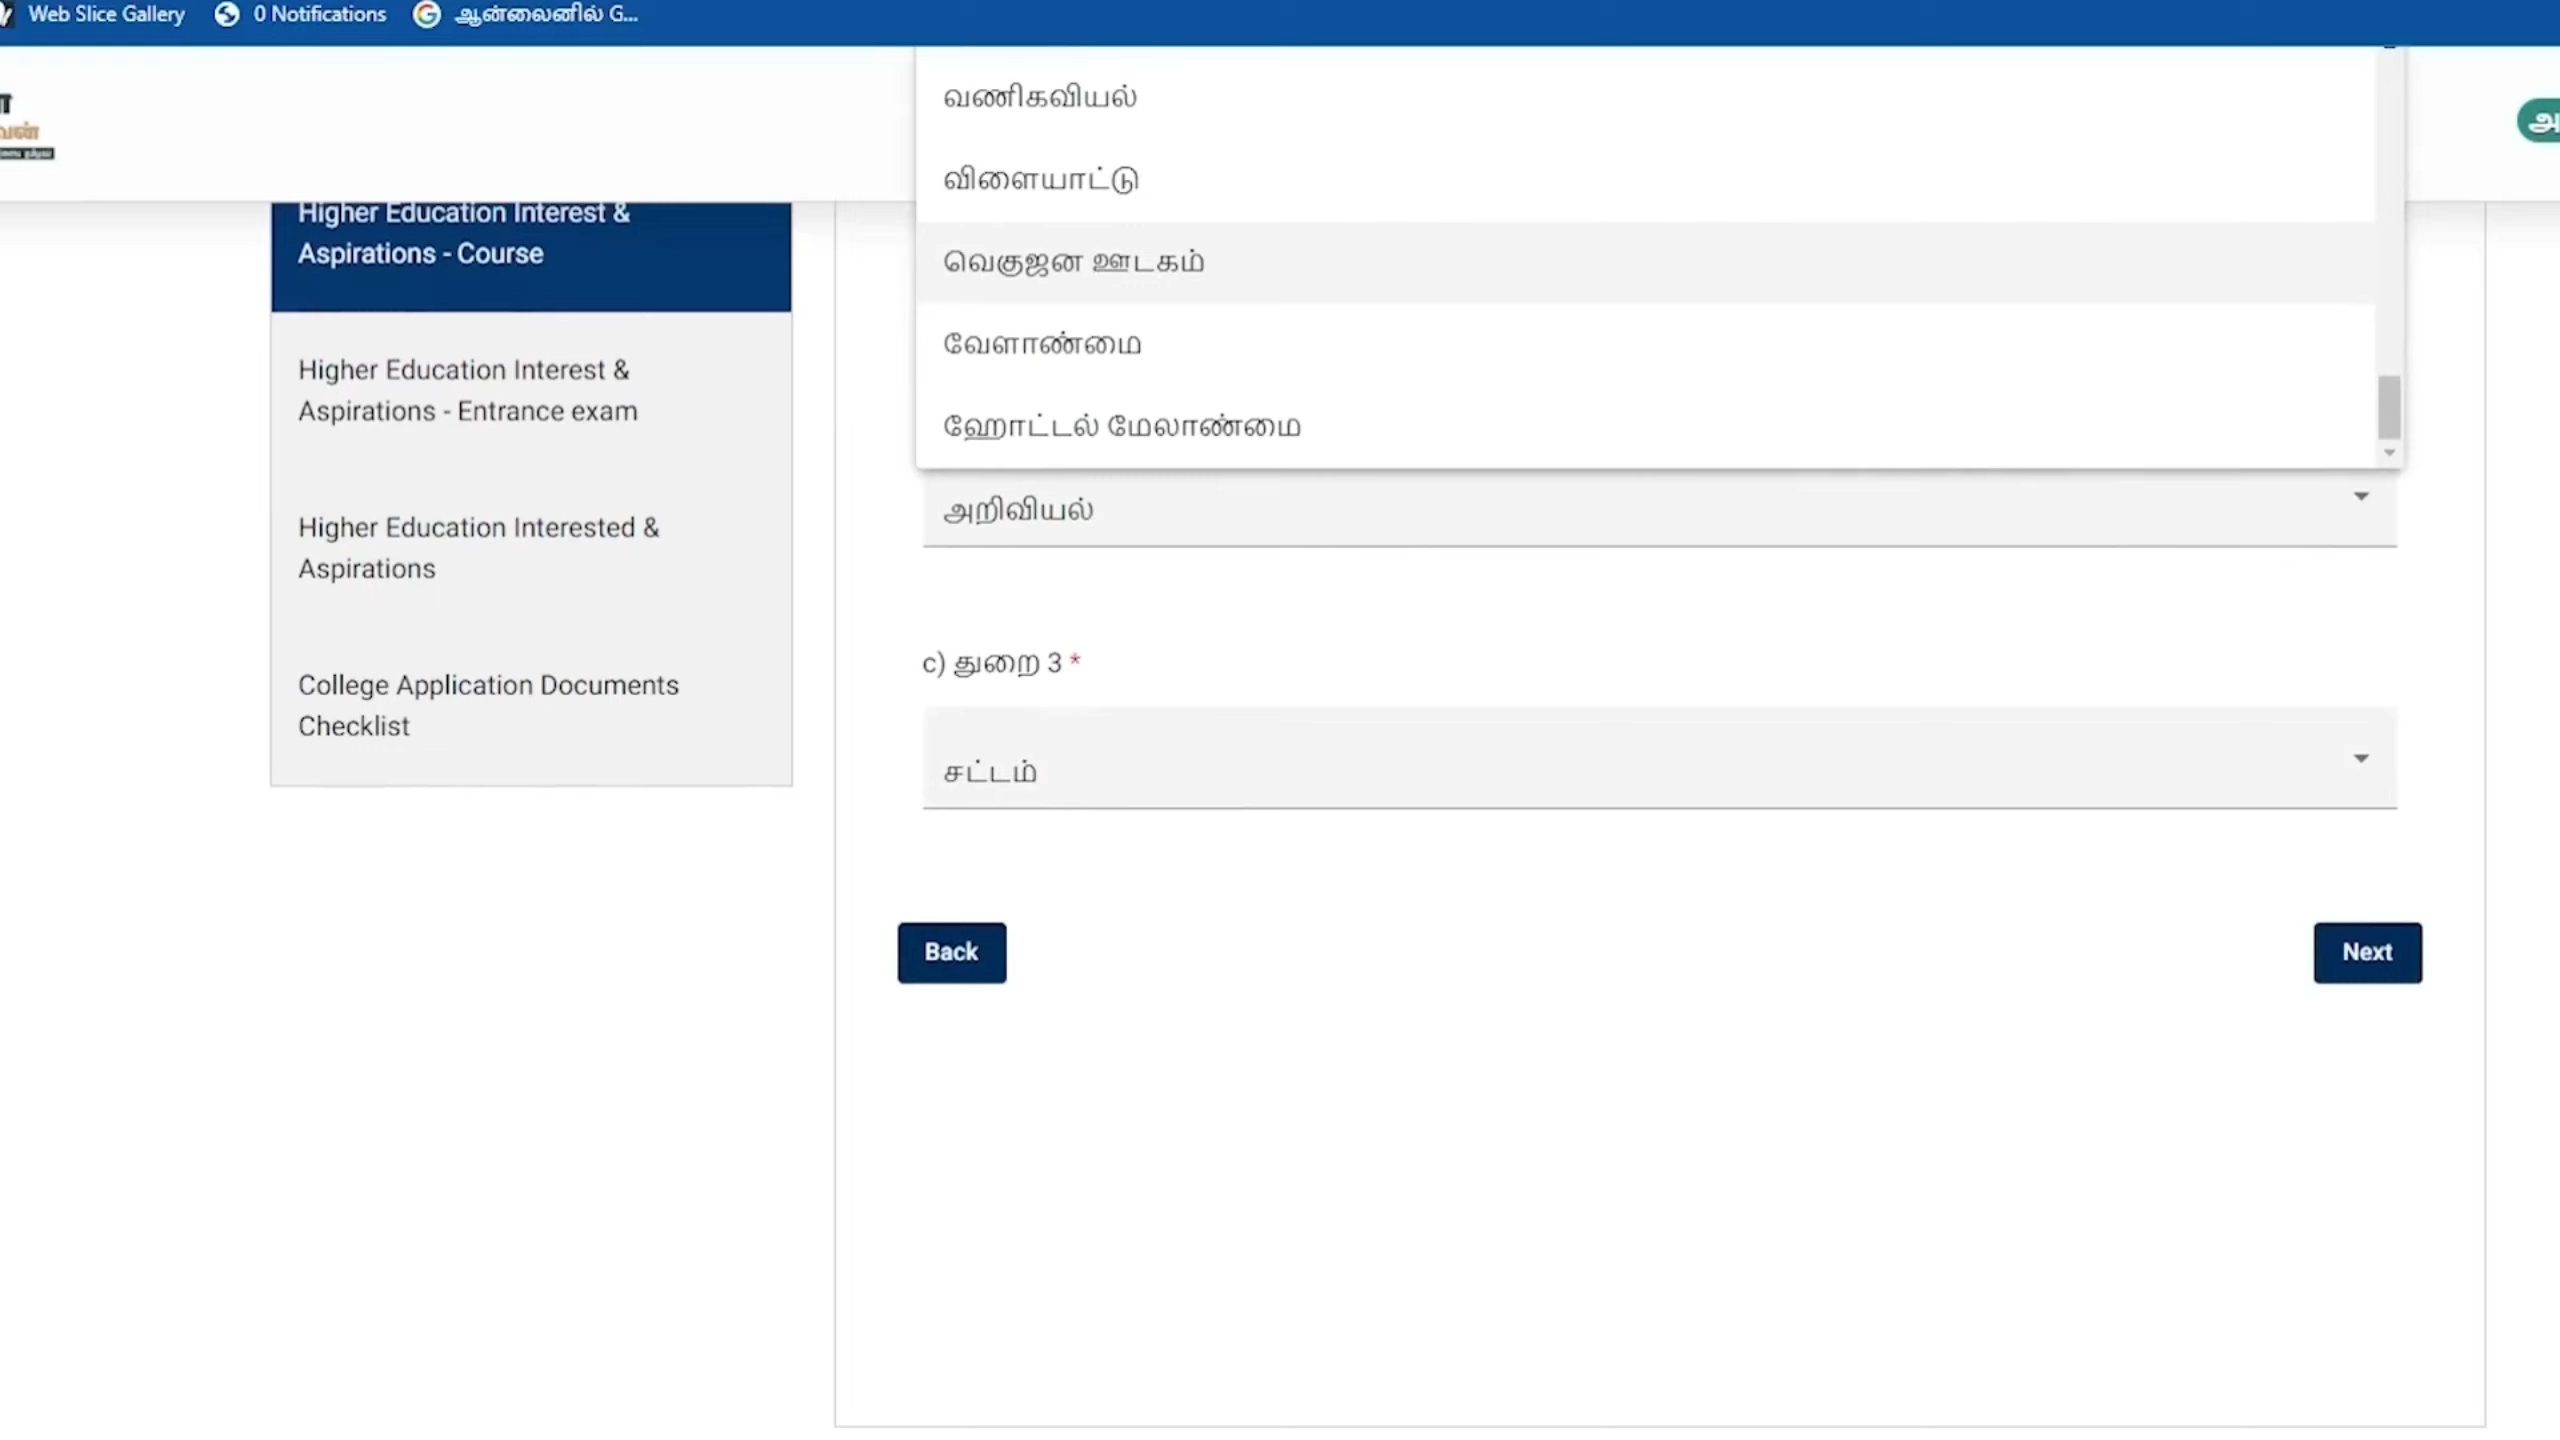 Web Slice Gallery
0 Notifications
ஆன்லைனில் G...
Higher Education Interest &
Aspirations - Course
Higher Education Interest &
Aspirations - Entrance exam
Higher Education Interested &
Aspirations
College Application Documents
Checklist
வணிகவியல்
விளையாட்டு
வெகுஜன ஊடகம்
வேளாண்மை
ஹோட்டல் மேலாண்மை
அறிவியல்
c) துறை 3 *
சட்டம்
Back
Next